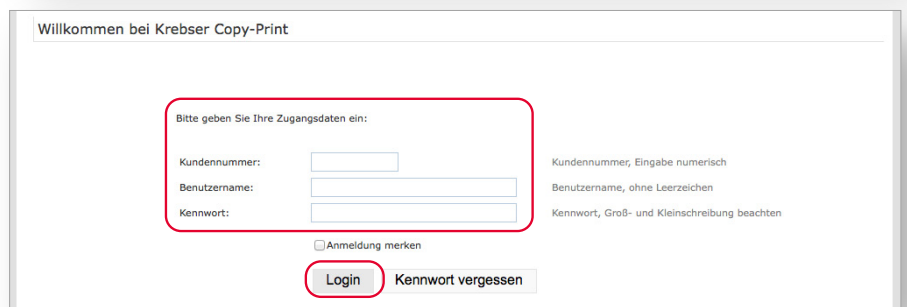 Willkommen bei Krebser Copy-Print
Bitte geben Sie Ihre Zugangsdaten ein:
Kundennummer: Kundennummer, Eingabe numerisch
Benutzername: Benutzername, ohne Leerzeichen
Kennwort: Kennwort, Groß- und Kleinschreibung beachten
Anmeldung merken
Login Kennwort vergessen